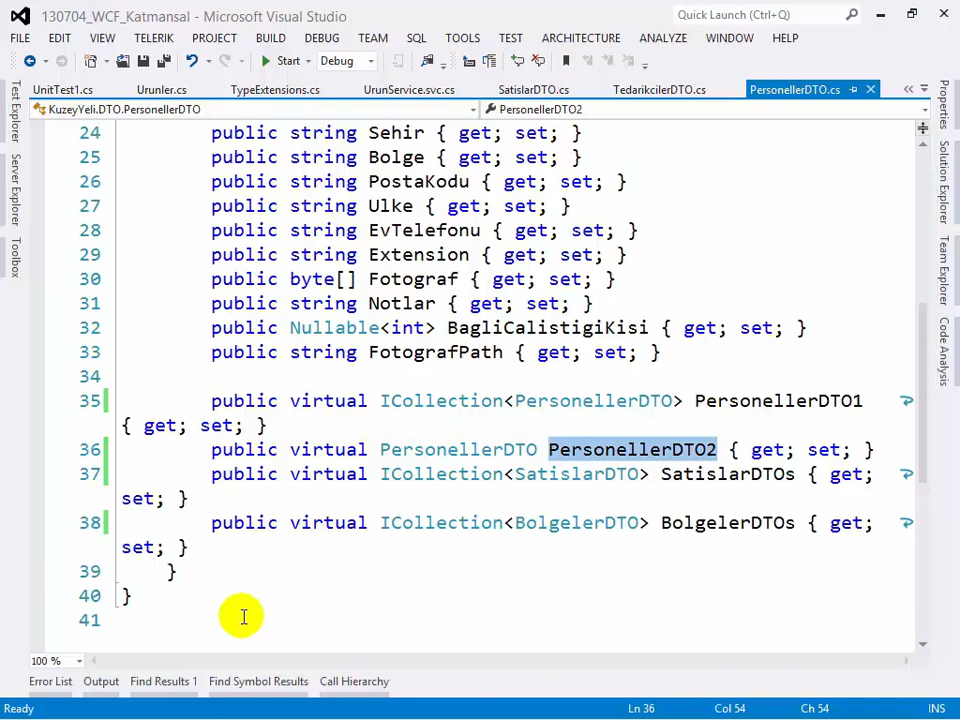 130704_WCF_Katmansal - Microsoft Visual Studio
Quick Launch (Ctrl+Q)
FILE EDIT VIEW TELERIK PROJECT BUILD DEBUG TEAM SQL TOOLS TEST ARCHITECTURE ANALYZE WINDOW HELP
Start Debug
UnitTest1.cs Urunler.cs TypeExtensions.cs UrunService.svc.cs SatislarDTO.cs TedarikcilerDTO.cs PersonellerDTO.cs
KuzeyYeli.DTO.PersonellerDTO PersonellerDTO2
Test Explorer
Server Explorer
Toolbox
24 public string Sehir { get; set; }
25 public string Bolge { get; set; }
26 public string PostaKodu { get; set; }
27 public string Ulke { get; set; }
28 public string EvTelefonu { get; set; }
29 public string Extension { get; set; }
30 public byte[] Fotograf { get; set; }
31 public string Notlar { get; set; }
32 public Nullable<int> BagliCalistigiKisi { get; set; }
33 public string FotografPath { get; set; }
34
35 public virtual ICollection<PersonellerDTO> PersonellerDTO1
{ get; set; }
36 public virtual PersonellerDTO PersonellerDTO2 { get; set; }
37 public virtual ICollection<SatislarDTO> SatislarDTOs { get;
set; }
38 public virtual ICollection<BolgelerDTO> BolgelerDTOs { get;
set; }
39 }
40 }
41
Properties
Solution Explorer
Team Explorer
Code Analysis
100 %
Error List Output Find Results 1 Find Symbol Results Call Hierarchy
Ready Ln 36 Col 54 Ch 54 INS